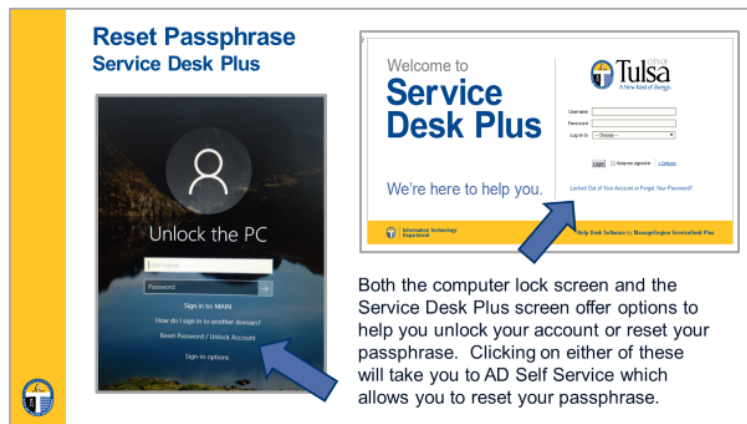 Reset Passphrase
Service Desk Plus
Unlock the PC
User name
Password
Sign in to: MAIN
How do I sign in to another domain?
Reset Password / Unlock Account
Sign-in options
Welcome to
Service
Desk Plus
We're here to help you.
CITY OF
Tulsa
A New Kind of Energy.
Username
Password
Log on to
-- Choose --
Login
Keep me signed in
Locked Out of Your Account or Forgot Your Password?
Information Technology
Department
Help Desk Software by ManageEngine ServiceDesk Plus
Both the computer lock screen and the
Service Desk Plus screen offer options to
help you unlock your account or reset your
passphrase. Clicking on either of these
will take you to AD Self Service which
allows you to reset your passphrase.